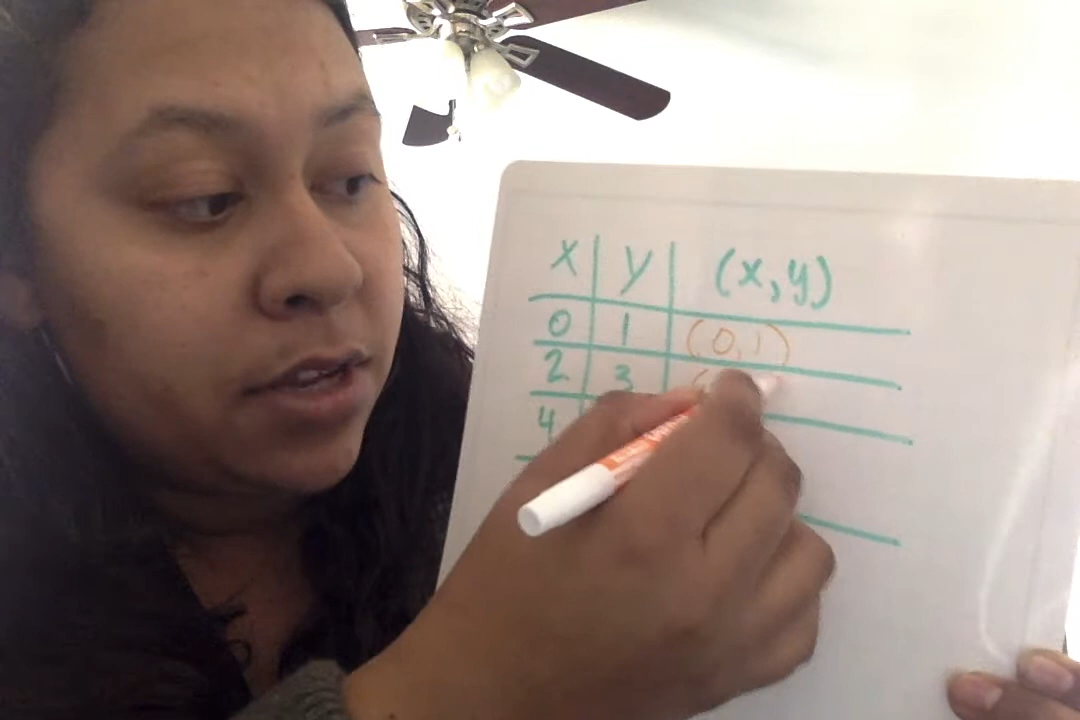 x y (x,y)
0 1 (0,1)
2 3 (
4